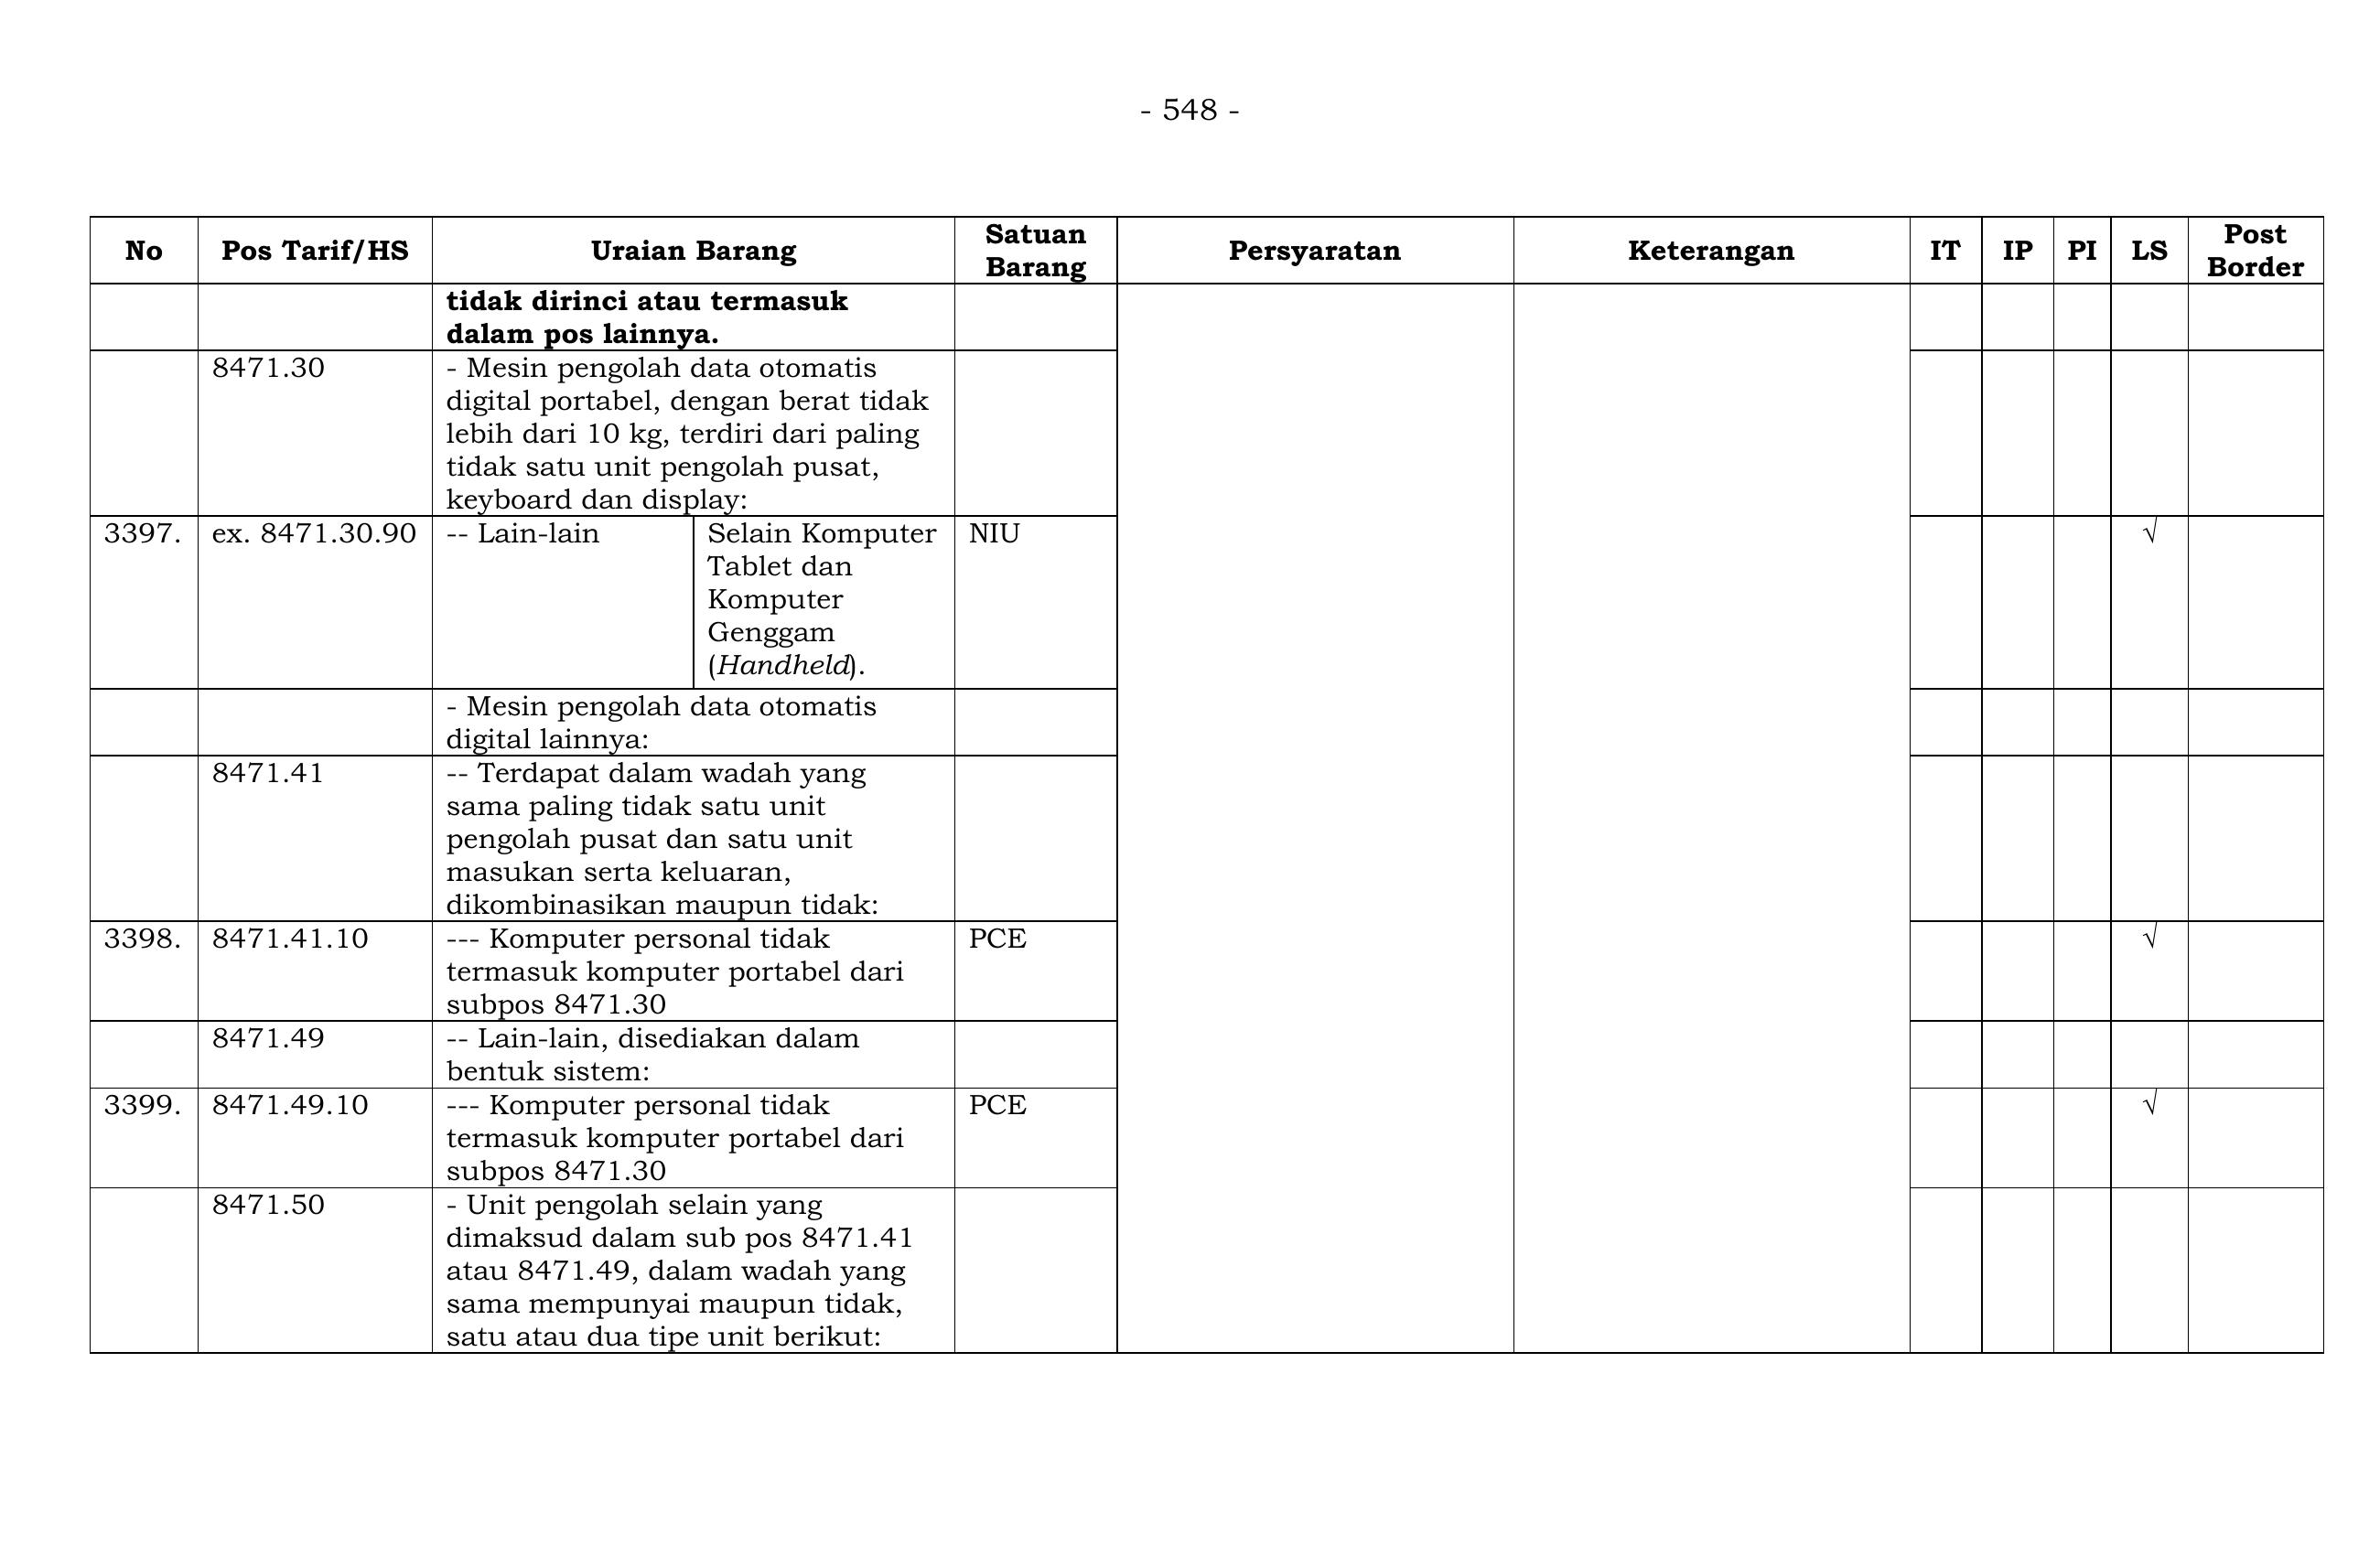 - 548 -
No Pos Tarif/HS Uraian Barang Satuan Barang Persyaratan Keterangan IT IP PI LS Post Border
tidak dirinci atau termasuk
dalam pos lainnya.
8471.30 - Mesin pengolah data otomatis
digital portabel, dengan berat tidak
lebih dari 10 kg, terdiri dari paling
tidak satu unit pengolah pusat,
keyboard dan display:
3397. ex. 8471.30.90 -- Lain-lain Selain Komputer NIU √
Tablet dan
Komputer
Genggam
(Handheld).
- Mesin pengolah data otomatis
digital lainnya:
8471.41 -- Terdapat dalam wadah yang
sama paling tidak satu unit
pengolah pusat dan satu unit
masukan serta keluaran,
dikombinasikan maupun tidak:
3398. 8471.41.10 --- Komputer personal tidak PCE √
termasuk komputer portabel dari
subpos 8471.30
8471.49 -- Lain-lain, disediakan dalam
bentuk sistem:
3399. 8471.49.10 --- Komputer personal tidak PCE √
termasuk komputer portabel dari
subpos 8471.30
8471.50 - Unit pengolah selain yang
dimaksud dalam sub pos 8471.41
atau 8471.49, dalam wadah yang
sama mempunyai maupun tidak,
satu atau dua tipe unit berikut: